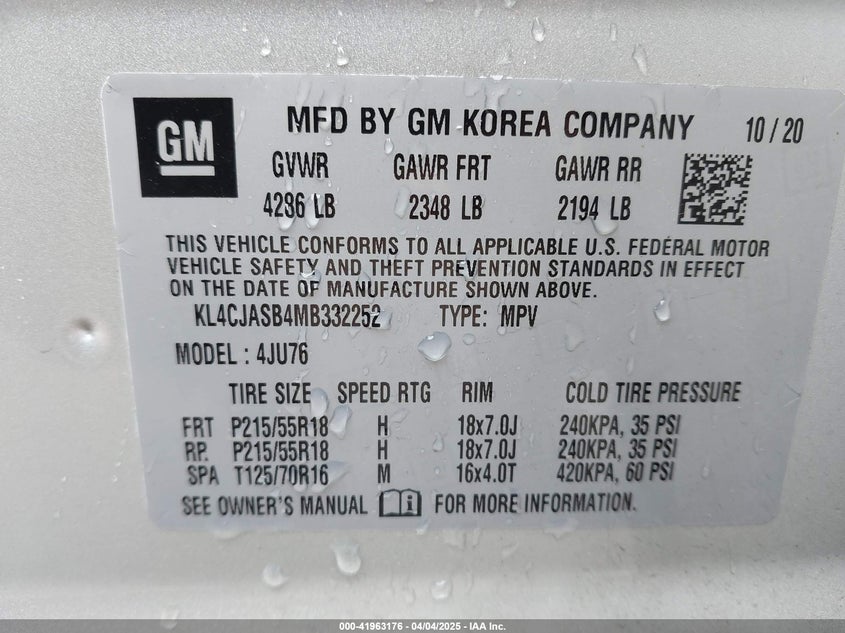 GM
MFD BY GM KOREA COMPANY 10 / 20
GVWR GAWR FRT GAWR RR
4236 LB 2348 LB 2194 LB
THIS VEHICLE CONFORMS TO ALL APPLICABLE U.S. FEDERAL MOTOR
VEHICLE SAFETY AND THEFT PREVENTION STANDARDS IN EFFECT
ON THE DATE OF MANUFACTURE SHOWN ABOVE.
KL4CJASB4MB332252 TYPE: MPV
MODEL : 4JU76
TIRE SIZE SPEED RTG RIM COLD TIRE PRESSURE
FRT P215/55R18 H 18x7.0J 240KPA, 35 PSI
RR P215/55R18 H 18x7.0J 240KPA, 35 PSI
SPA T125/70R16 M 16x4.0T 420KPA, 60 PSI
SEE OWNER'S MANUAL i FOR MORE INFORMATION.
000-41963176 - 04/04/2025 - IAA Inc.